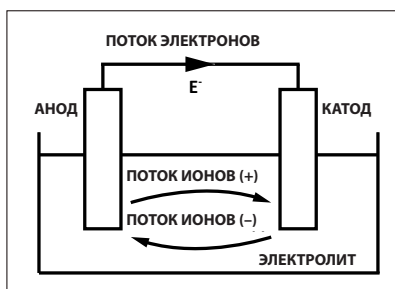 ПОТОК ЭЛЕКТРОНОВ
E-
АНОД
КАТОД
ПОТОК ИОНОВ (+)
ПОТОК ИОНОВ (–)
ЭЛЕКТРОЛИТ